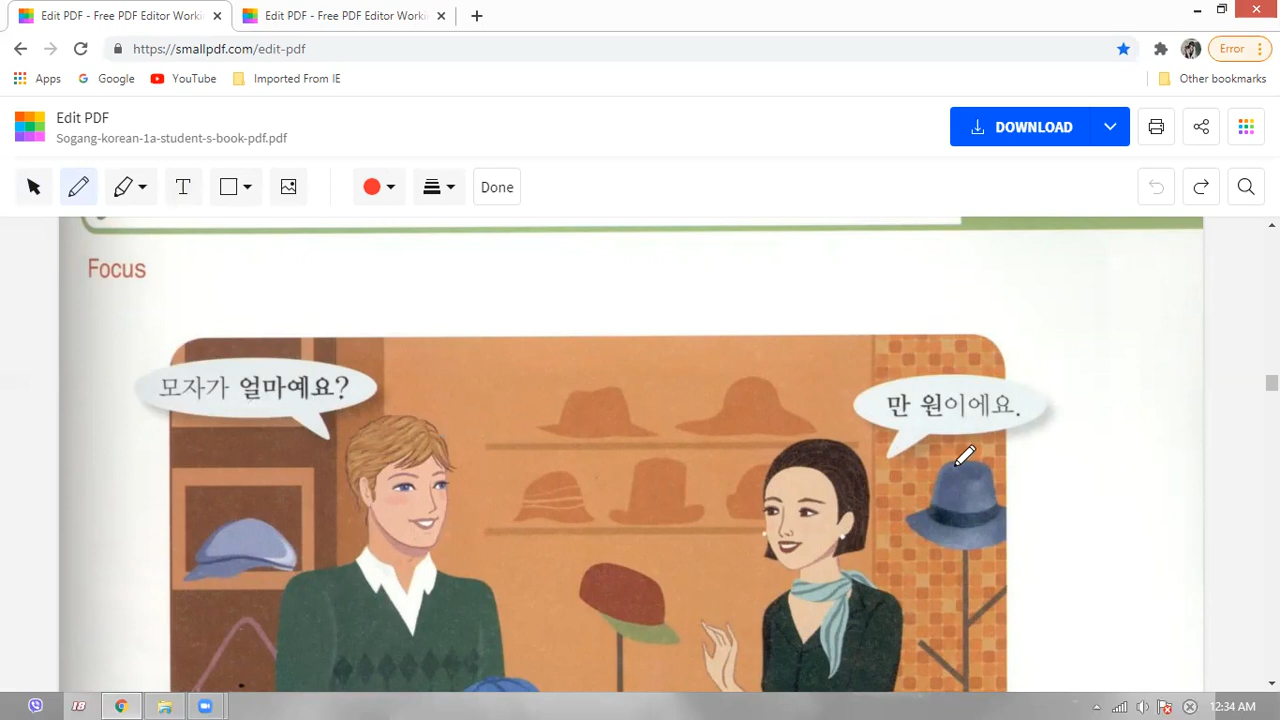 Edit PDF - Free PDF Editor Worki
Edit PDF - Free PDF Editor Worki
https://smallpdf.com/edit-pdf
Error
Apps
Google
YouTube
Imported From IE
Other bookmarks
Edit PDF
Sogang-korean-1a-student-s-book-pdf.pdf
DOWNLOAD
T
Done
Focus
모자가 얼마예요?
만 원이에요.
18
12:34 AM